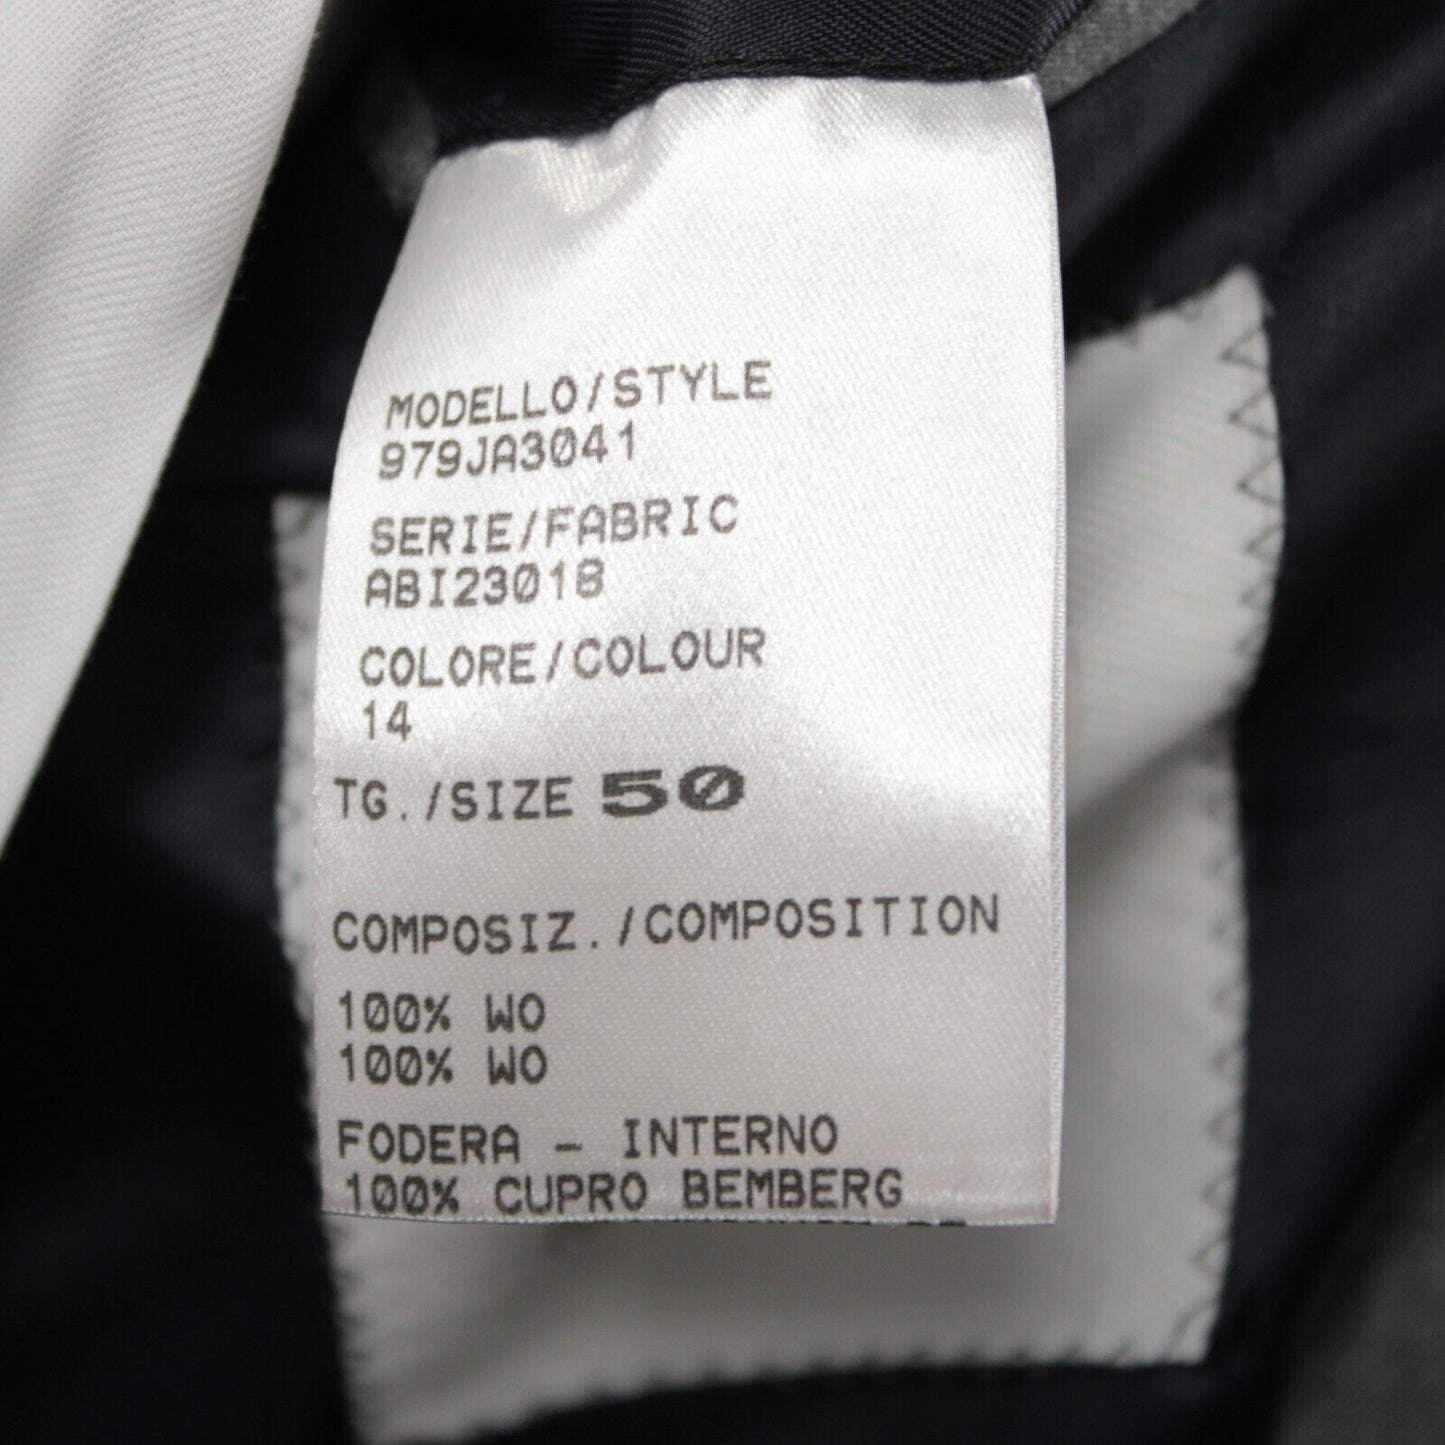 MODELLO/STYLE
979JA3041
SERIE/FABRIC
ABI23018
COLORE/COLOUR
14
TG./SIZE 50
COMPOSIZ./COMPOSITION
100% WO
100% WO
FODERA - INTERNO
100% CUPRO BEMBERG